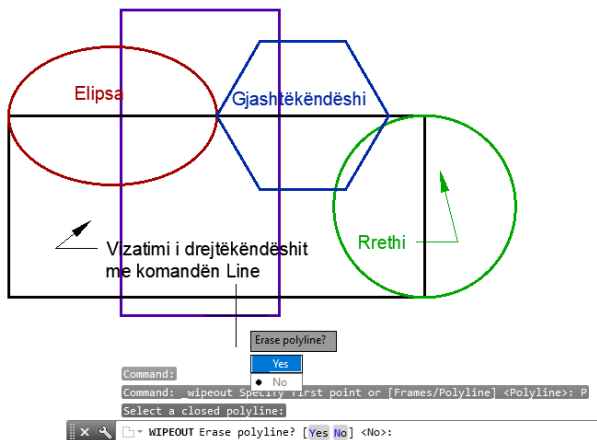 Elipsa
Gjashtëkëndëshi
Rrethi
Vizatimi i drejtëkëndëshit
me komandën Line
Erase polyline?
Yes
No
Command:
Command: _wipeout Specify first point or [Frames/Polyline] <Polyline>: P
Select a closed polyline:
WIPEOUT Erase polyline? [Yes No] <No>: